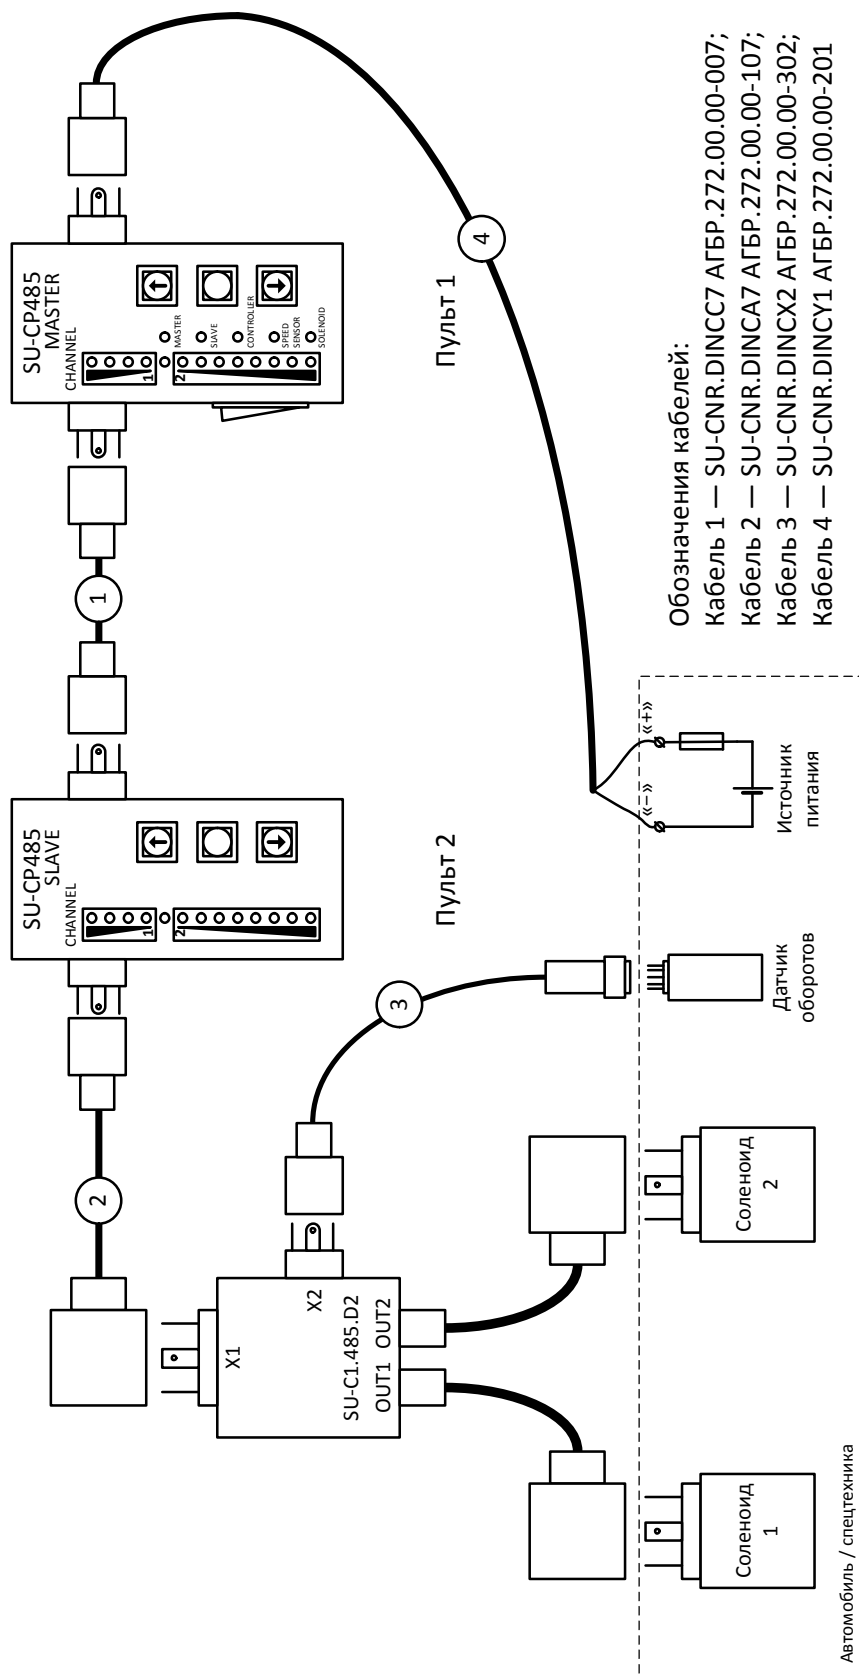 SU-CP485
SLAVE
CHANNEL
1
2
Пульт 2
SU-CP485
MASTER
CHANNEL
1
2
MASTER
SLAVE
CONTROLLER
SPEED
SENSOR
SOLENOID
Пульт 1
2
1
4
3
X1
X2
SU-C1.485.D2
OUT1
OUT2
Соленоид
1
Соленоид
2
Датчик
оборотов
«–»
«+»
Источник
питания
Автомобиль / спецтехника
Обозначения кабелей:
Кабель 1 — SU-CNR.DINCC7 АГБР.272.00.00-007;
Кабель 2 — SU-CNR.DINCA7 АГБР.272.00.00-107;
Кабель 3 — SU-CNR.DINCX2 АГБР.272.00.00-302;
Кабель 4 — SU-CNR.DINCY1 АГБР.272.00.00-201